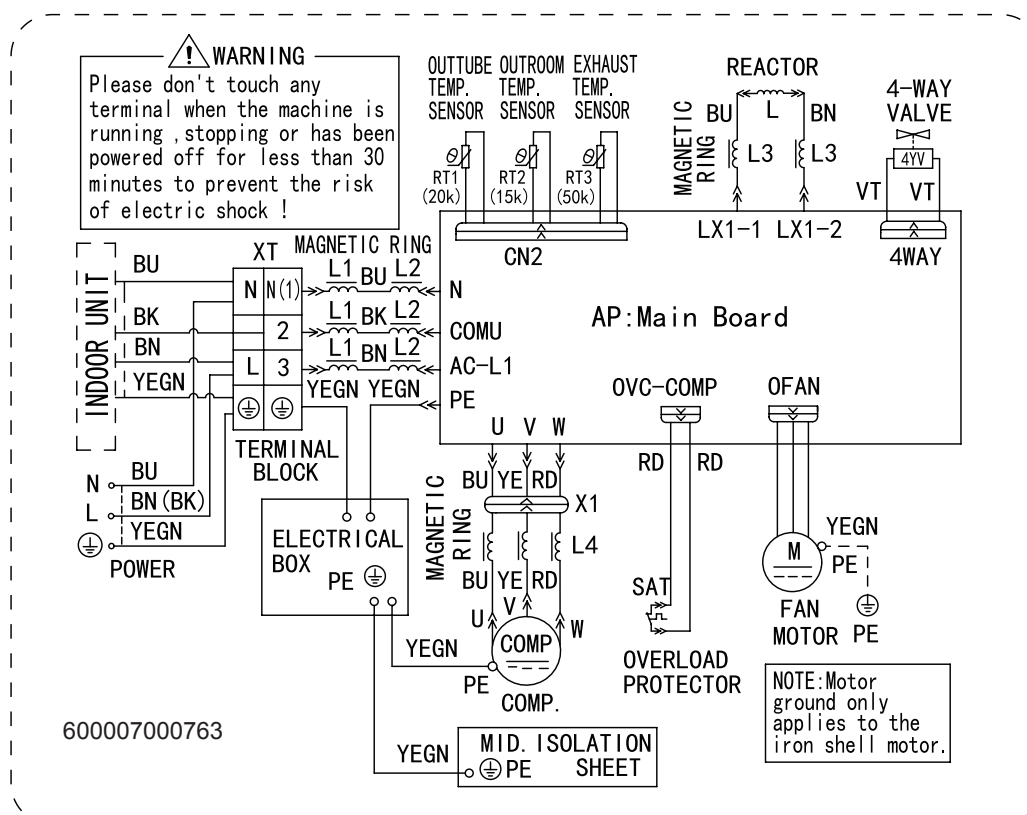 WARNING
Please don't touch any
terminal when the machine is
running ,stopping or has been
powered off for less than 30
minutes to prevent the risk
of electric shock !
OUTTUBE OUTROOM EXHAUST
TEMP. TEMP. TEMP.
SENSOR SENSOR SENSOR
θ θ θ
RT1 RT2 RT3
(20k) (15k) (50k)
CN2
REACTOR
BU L BN
MAGNETIC
RING
L3 L3
LX1-1 LX1-2
4-WAY
VALVE
4YV
VT VT
4WAY
INDOOR UNIT
BU
BK
BN
YEGN
XT
N N(1)
2
L 3
TERMINAL
BLOCK
MAGNETIC RING
L1 BU L2
L1 BK L2
L1 BN L2
YEGN YEGN
N
COMU
AC-L1
PE
AP:Main Board
OVC-COMP
OFAN
U V W
N BU
L BN(BK)
YEGN
POWER
ELECTRICAL
BOX
PE
BU YE RD
X1
MAGNETIC
RING
L4
BU YE RD
U V W
COMP
COMP.
PE
YEGN
RD RD
SAT
OVERLOAD
PROTECTOR
M
YEGN
PE
FAN
MOTOR
PE
NOTE:Motor
ground only
applies to the
iron shell motor.
600007000763
YEGN
MID. ISOLATION
PE SHEET